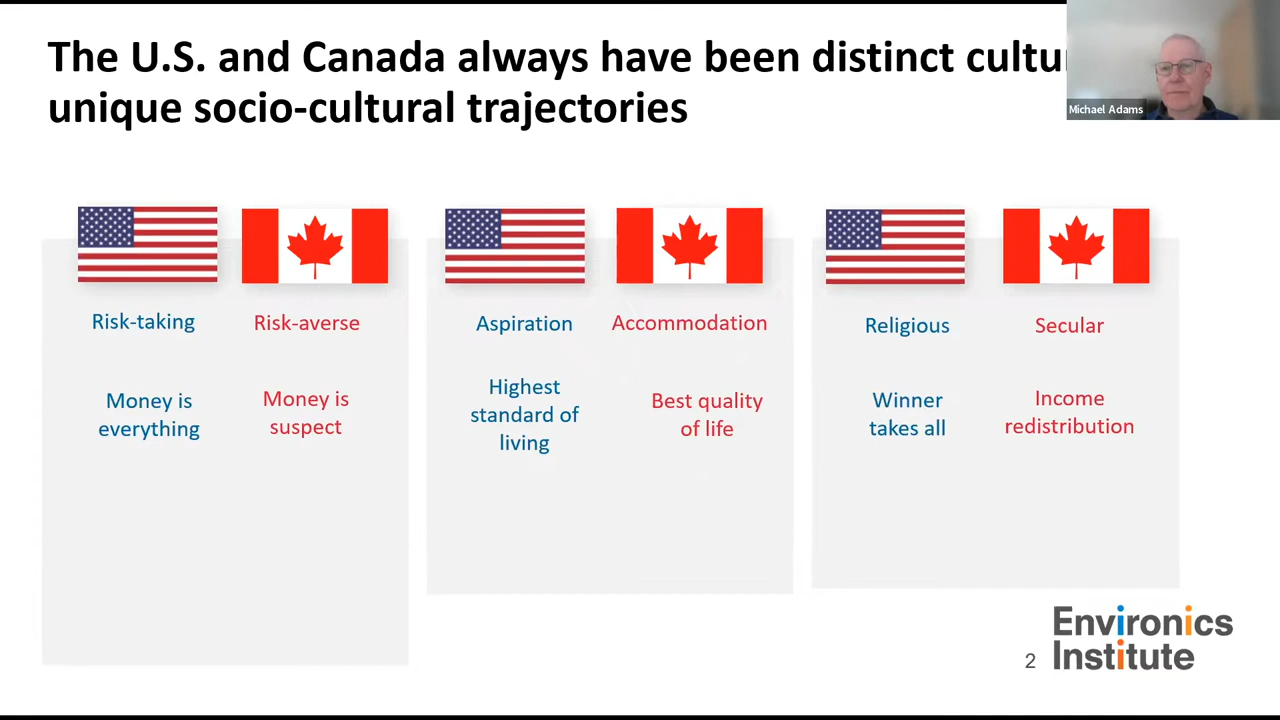 The U.S. and Canada always have been distinct
unique socio-cultural trajectories
Michael Adams
Risk-taking
Risk-averse
Money is
everything
Money is
suspect
Aspiration
Accommodation
Highest
standard of
living
Best quality
of life
Religious
Secular
Winner
takes all
Income
redistribution
2
Environics
Institute